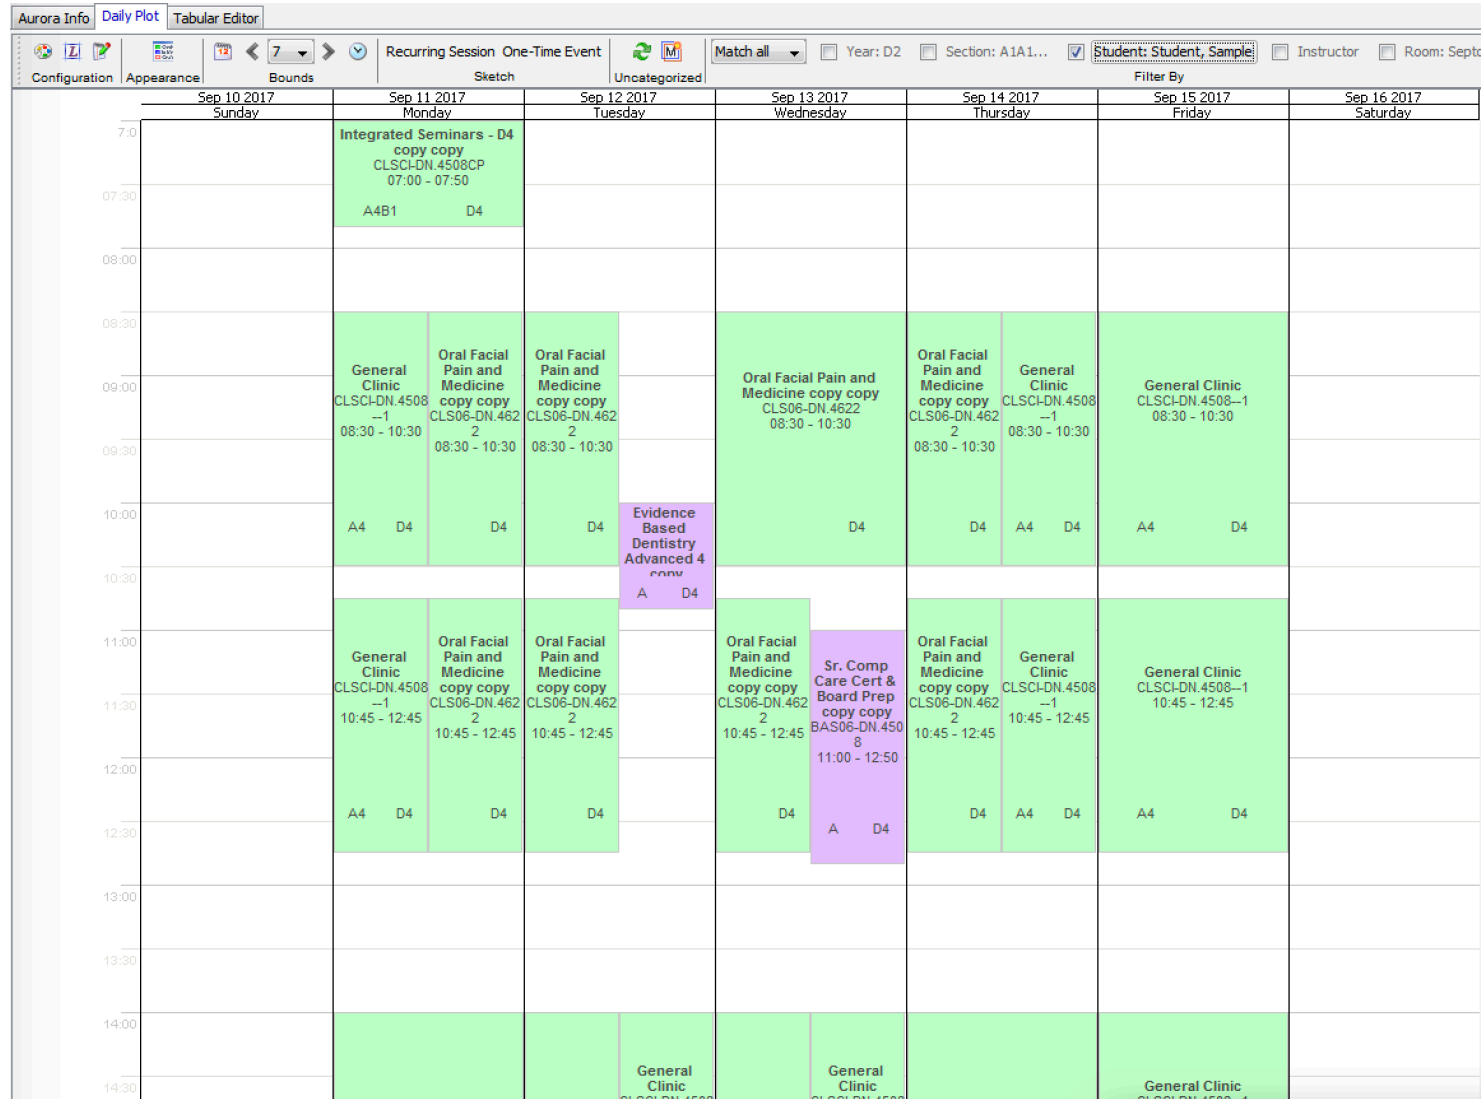 Aurora Info Daily Plot Tabular Editor
7 Recurring Session One-Time Event Match all Year: D2 Section: A1A1... Student: Student, Sample Instructor
Configuration Appearance Bounds Sketch Uncategorized Filter By
Sep 10 2017 Sep 11 2017 Sep 12 2017 Sep 13 2017 Sep 14 2017 Sep 15 2017 Sep 16 2017
Sunday Monday Tuesday Wednesday Thursday Friday Saturday
7:0
07:30
08:00
08:30
09:00
09:30
10:00
10:30
11:00
11:30
12:00
12:30
13:00
13:30
14:00
14:30
Integrated Seminars - D4
copy copy
CLSCI-DN.4508CP
07:00 - 07:50
A4B1 D4
General
Clinic
CLSCI-DN.4508
--1
08:30 - 10:30
A4 D4
Oral Facial
Pain and
Medicine
copy copy
CLS06-DN.462
2
08:30 - 10:30
D4
Oral Facial
Pain and
Medicine
copy copy
CLS06-DN.462
2
08:30 - 10:30
D4
Evidence
Based
Dentistry
Advanced 4
copy
A D4
Oral Facial Pain and
Medicine copy copy
CLS06-DN.4622
08:30 - 10:30
D4
Oral Facial
Pain and
Medicine
copy copy
CLS06-DN.462
2
08:30 - 10:30
D4
General
Clinic
CLSCI-DN.4508
--1
08:30 - 10:30
A4 D4
General Clinic
CLSCI-DN.4508--1
08:30 - 10:30
A4 D4
General
Clinic
CLSCI-DN.4508
--1
10:45 - 12:45
A4 D4
Oral Facial
Pain and
Medicine
copy copy
CLS06-DN.462
2
10:45 - 12:45
D4
Oral Facial
Pain and
Medicine
copy copy
CLS06-DN.462
2
10:45 - 12:45
D4
Oral Facial
Pain and
Medicine
copy copy
CLS06-DN.462
2
10:45 - 12:45
D4
Sr. Comp
Care Cert &
Board Prep
copy copy
BAS06-DN.450
8
11:00 - 12:50
A D4
Oral Facial
Pain and
Medicine
copy copy
CLS06-DN.462
2
10:45 - 12:45
D4
General
Clinic
CLSCI-DN.4508
--1
10:45 - 12:45
A4 D4
General Clinic
CLSCI-DN.4508--1
10:45 - 12:45
A4 D4
General
Clinic
General
Clinic
General Clinic